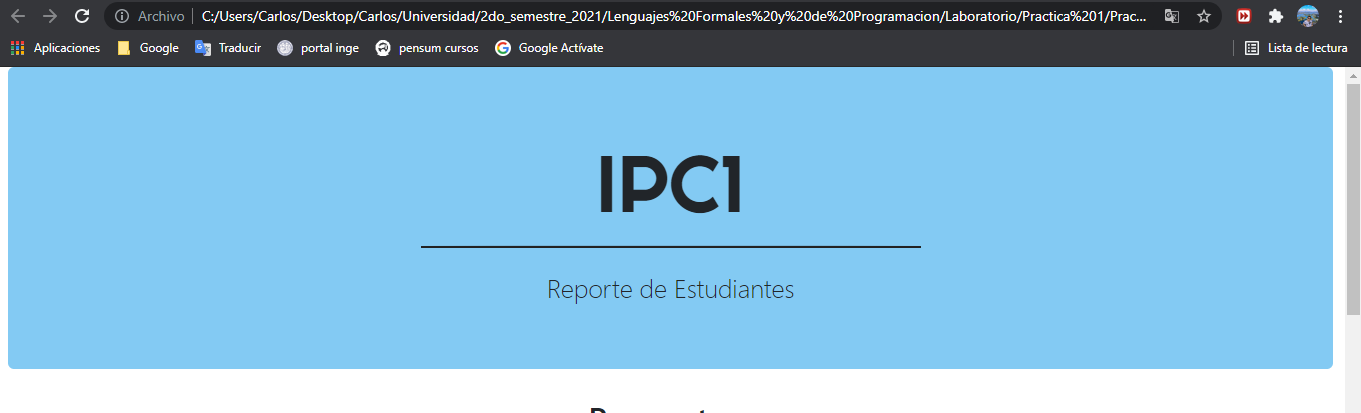 Archivo C:/Users/Carlos/Desktop/Carlos/Universidad/2do_semestre_2021/Lenguajes%20Formales%20y%20de%20Programacion/Laboratorio/Practica%201/Prac...
Aplicaciones Google Traducir portal inge pensum cursos Google Actívate Lista de lectura
IPC1
Reporte de Estudiantes